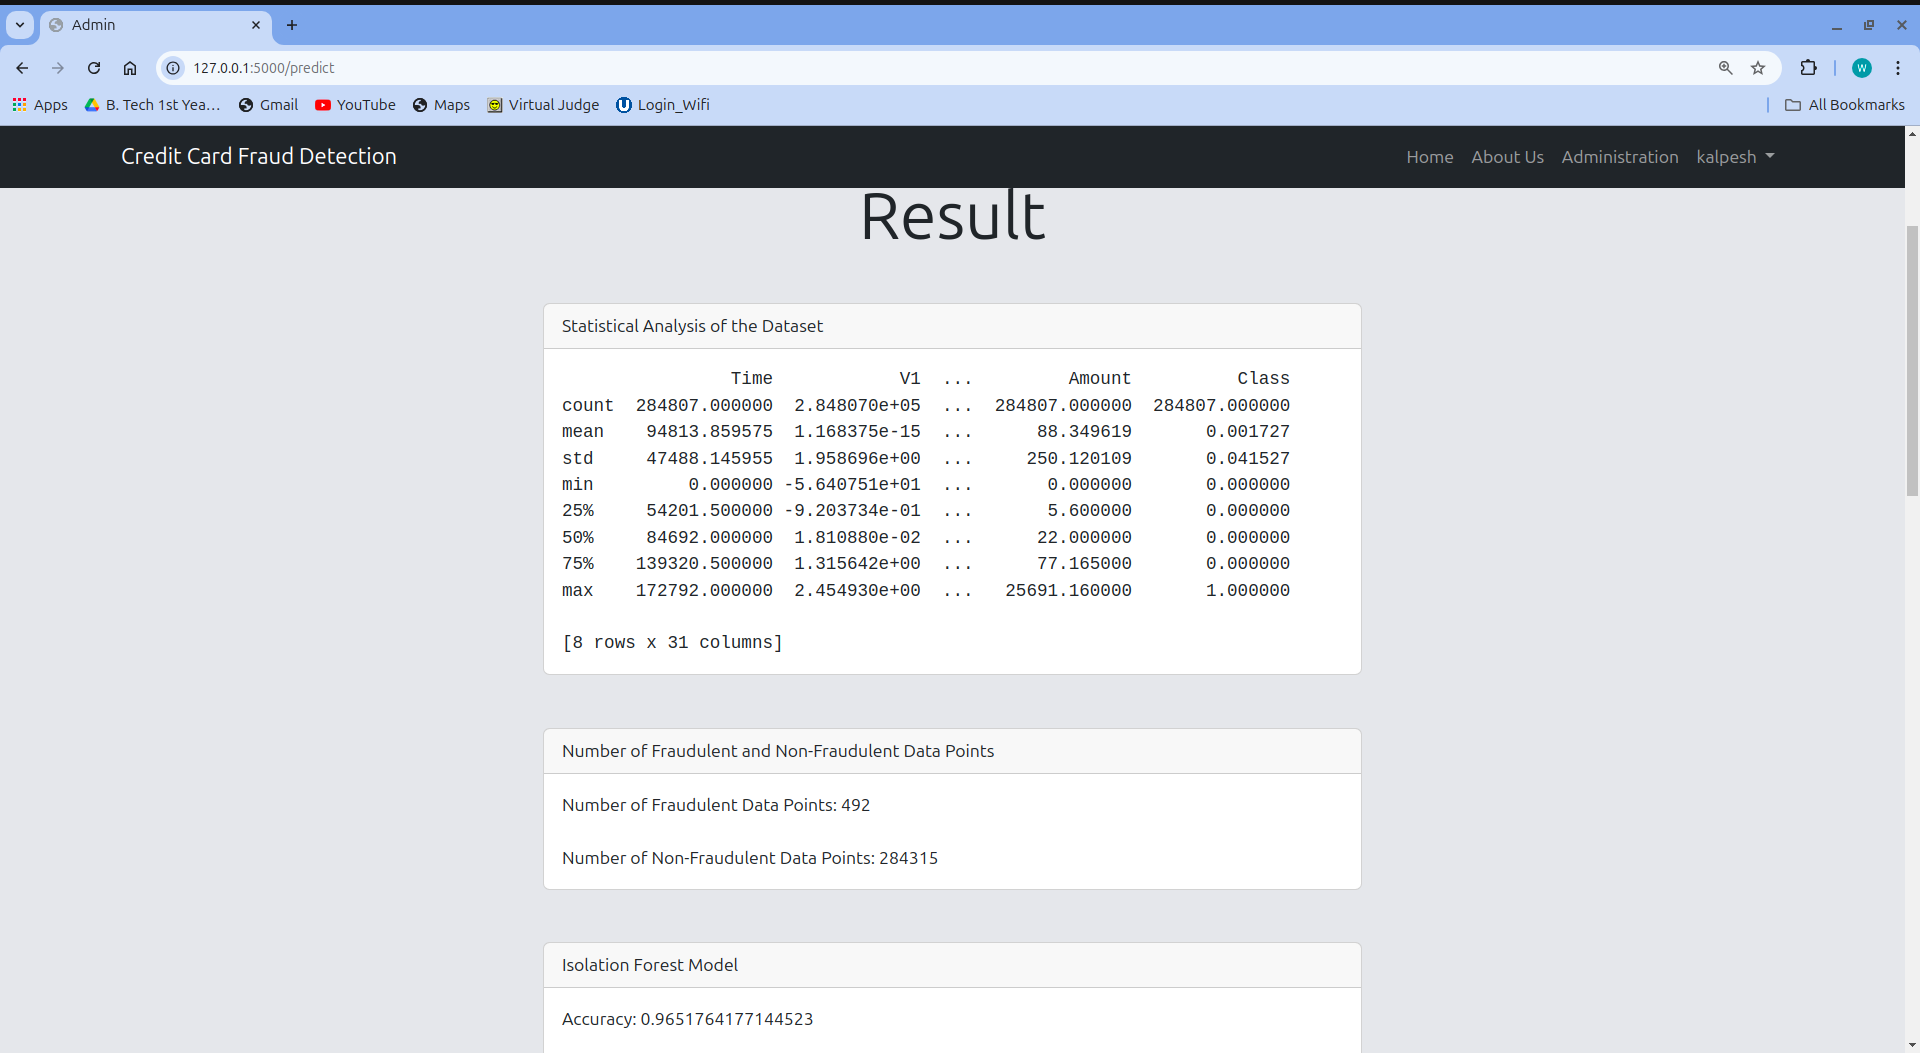 Admin
127.0.0.1:5000/predict
W
Apps
B. Tech 1st Yea...
Gmail
YouTube
Maps
Virtual Judge
Login_Wifi
All Bookmarks
Credit Card Fraud Detection
Home About Us Administration kalpesh
Result
Statistical Analysis of the Dataset
Time V1 ... Amount Class
count 284807.000000 2.848070e+05 ... 284807.000000 284807.000000
mean 94813.859575 1.168375e-15 ... 88.349619 0.001727
std 47488.145955 1.958696e+00 ... 250.120109 0.041527
min 0.000000 -5.640751e+01 ... 0.000000 0.000000
25% 54201.500000 -9.203734e-01 ... 5.600000 0.000000
50% 84692.000000 1.810880e-02 ... 22.000000 0.000000
75% 139320.500000 1.315642e+00 ... 77.165000 0.000000
max 172792.000000 2.454930e+00 ... 25691.160000 1.000000
[8 rows x 31 columns]
Number of Fraudulent and Non-Fraudulent Data Points
Number of Fraudulent Data Points: 492
Number of Non-Fraudulent Data Points: 284315
Isolation Forest Model
Accuracy: 0.9651764177144523